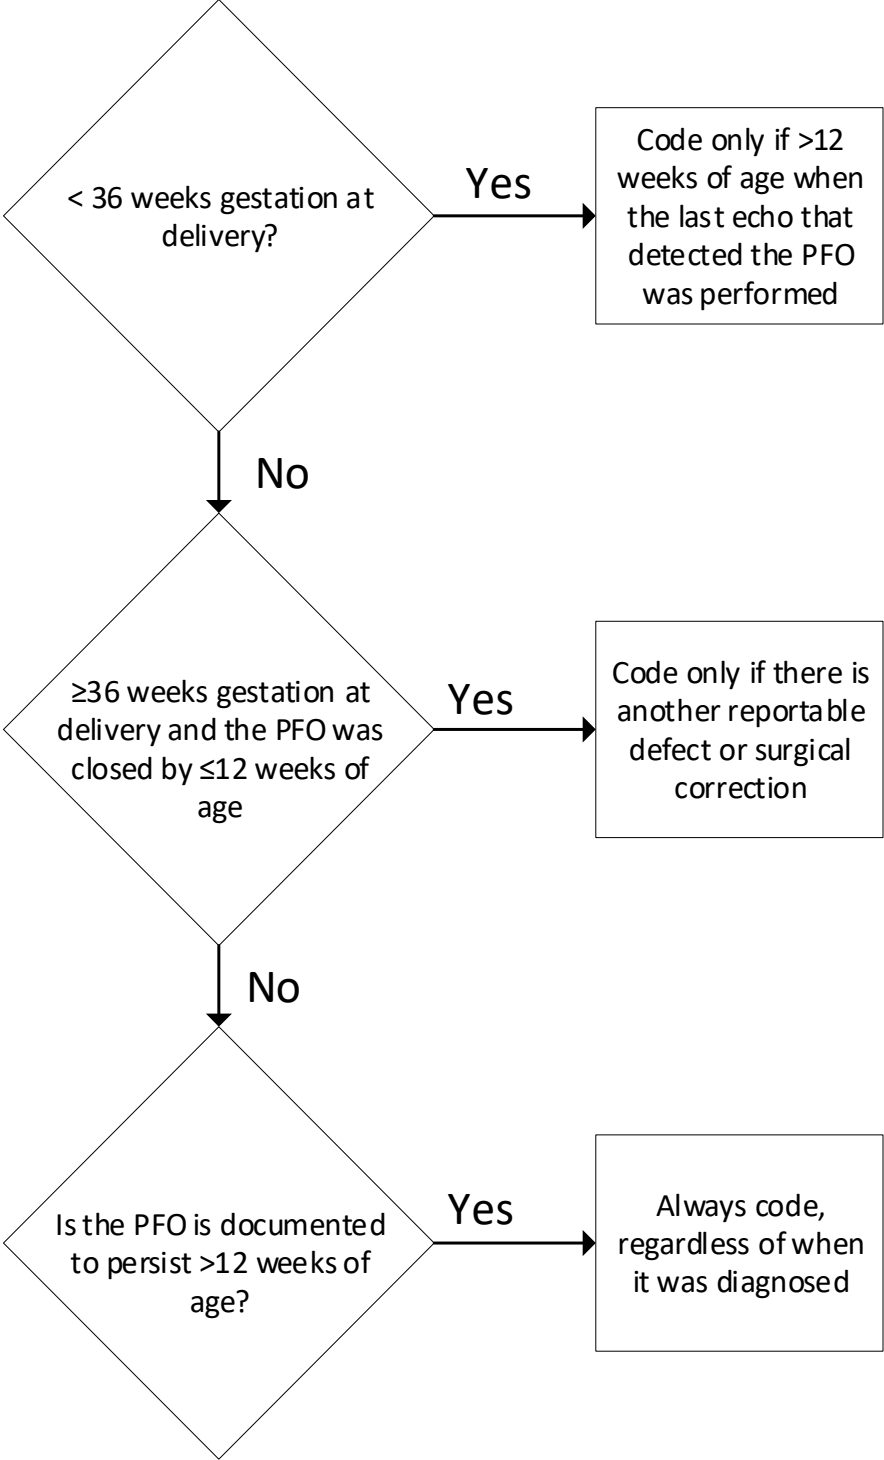 < 36 weeks gestation at
delivery?
Yes
Code only if >12
weeks of age when
the last echo that
detected the PFO
was performed
No
≥36 weeks gestation at
delivery and the PFO was
closed by ≤12 weeks of
age
Yes
Code only if there is
another reportable
defect or surgical
correction
No
Is the PFO is documented
to persist >12 weeks of
age?
Yes
Always code,
regardless of when
it was diagnosed